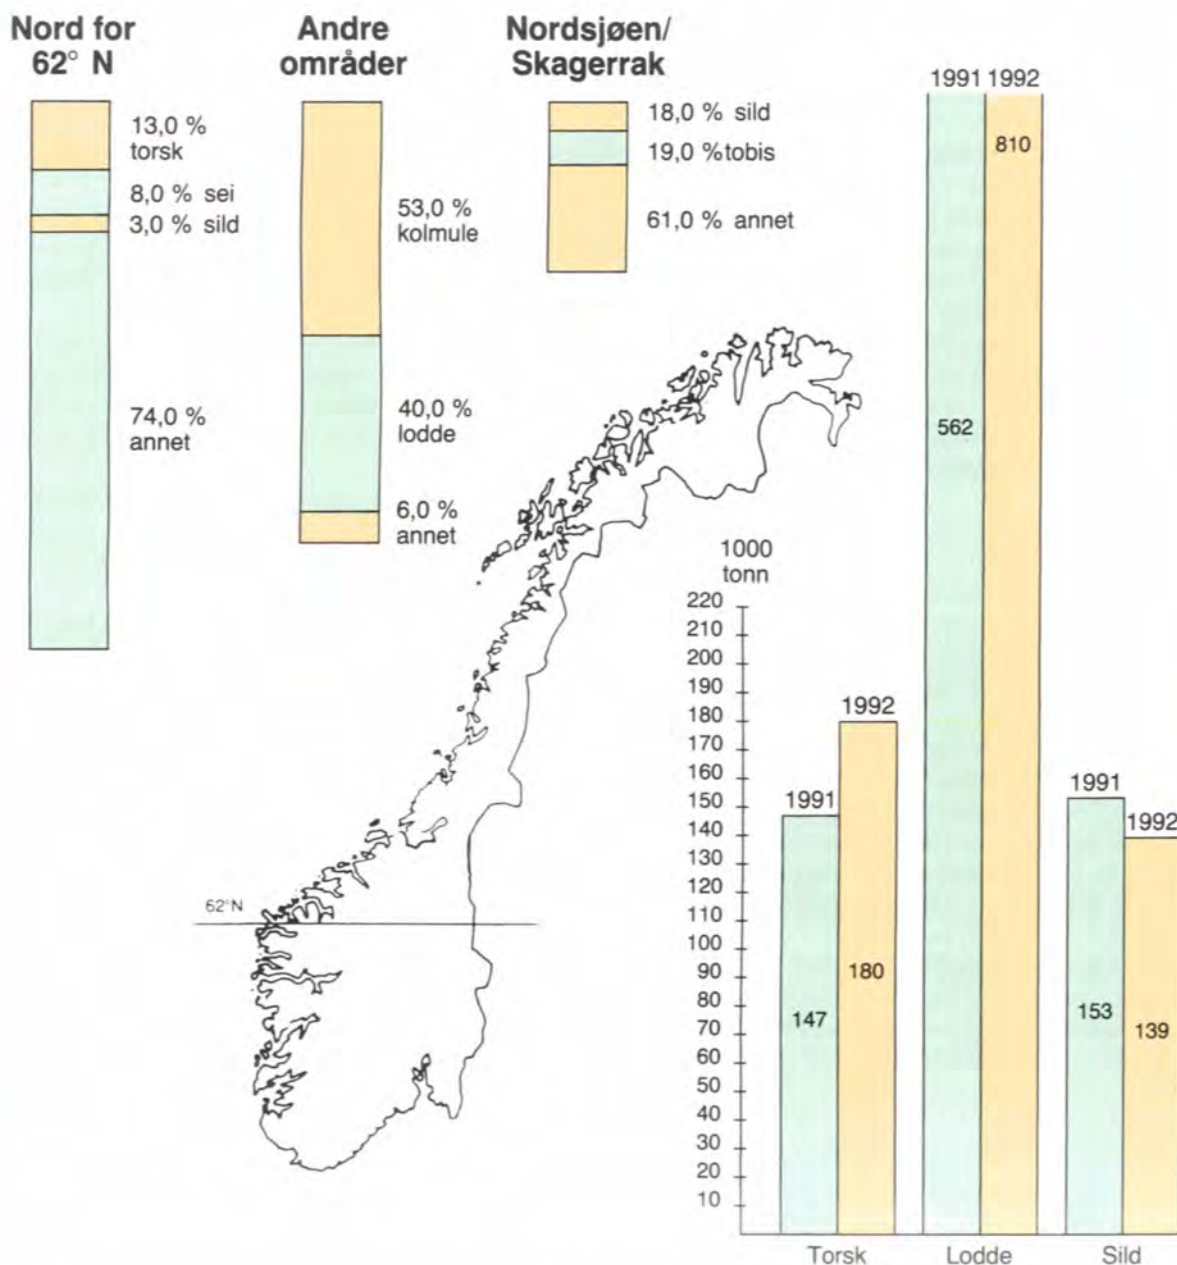 Nord for
62° N
13,0 %
torsk
8,0 % sei
3,0 % sild
74,0 %
annet
Andre
områder
53,0 %
kolmule
40,0 %
lodde
6,0 %
annet
Nordsjøen/
Skagerrak
18,0 % sild
19,0 %tobis
61,0 % annet
62°N
1000
tonn
220
210
200
190
180
170
160
150
140
130
120
110
100
90
80
70
60
50
40
30
20
10
1991
147
1992
180
Torsk
1991 1992
562
810
Lodde
1991
153
1992
139
Sild